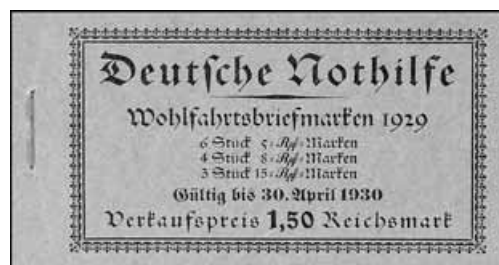 Deutsche Nothilfe
Wohlfahrtsbriefmarken 1929
6 Stück 5=Rpf=Marken
4 Stück 8=Rpf=Marken
3 Stück 15=Rpf=Marken
Gültig bis 30. April 1930
Verkaufspreis 1,50 Reichsmark